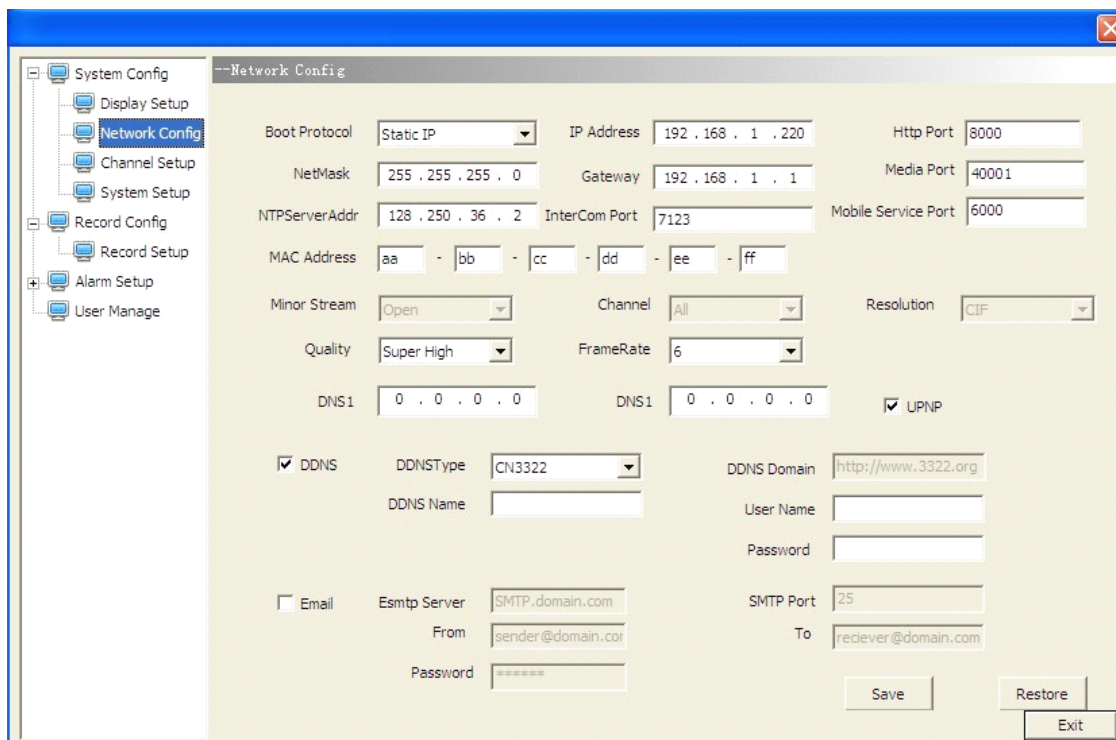 System Config
Display Setup
Network Config
Channel Setup
System Setup
Record Config
Record Setup
Alarm Setup
User Manage
--Network Config
Boot Protocol Static IP IP Address 192 . 168 . 1 . 220 Http Port 8000
NetMask 255 . 255 . 255 . 0 Gateway 192 . 168 . 1 . 1 Media Port 40001
NTPServerAddr 128 . 250 . 36 . 2 InterCom Port 7123 Mobile Service Port 6000
MAC Address aa - bb - cc - dd - ee - ff
Minor Stream Open Channel All Resolution CIF
Quality Super High FrameRate 6
DNS1 0 . 0 . 0 . 0 DNS1 0 . 0 . 0 . 0 UPNP
DDNS DDNSType CN3322 DDNS Domain http://www.3322.org
DDNS Name User Name
Password
Email Esmtp Server SMTP.domain.com SMTP Port 25
From sender@domain.cor To reciever@domain.com
Password ******
Save Restore
Exit